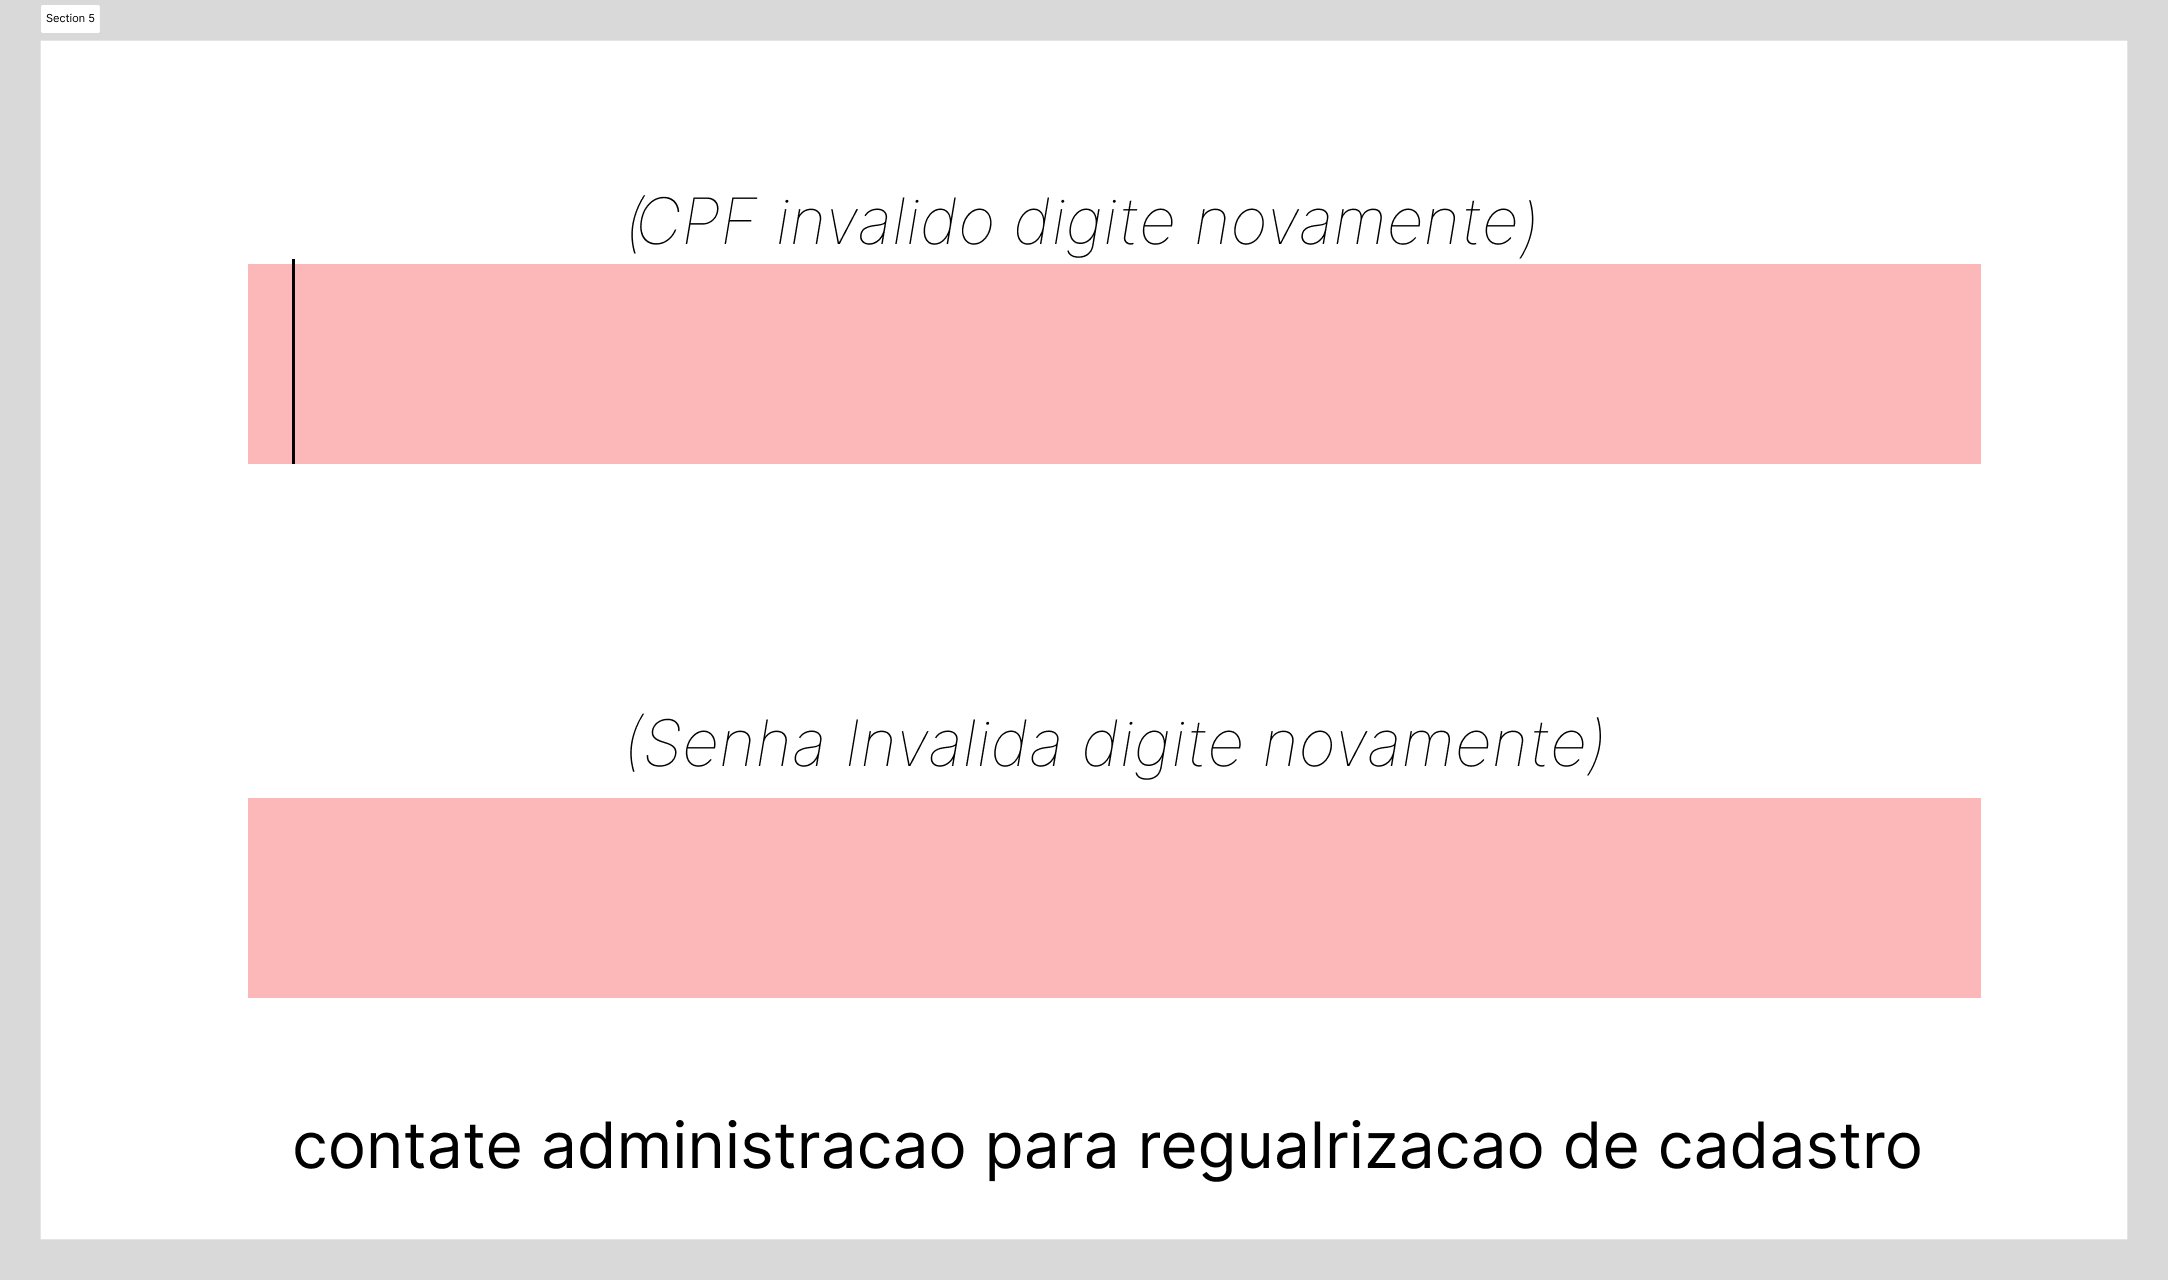 Section 5
(CPF invalido digite novamente)
(Senha Invalida digite novamente)
contate administracao para regualrizacao de cadastro